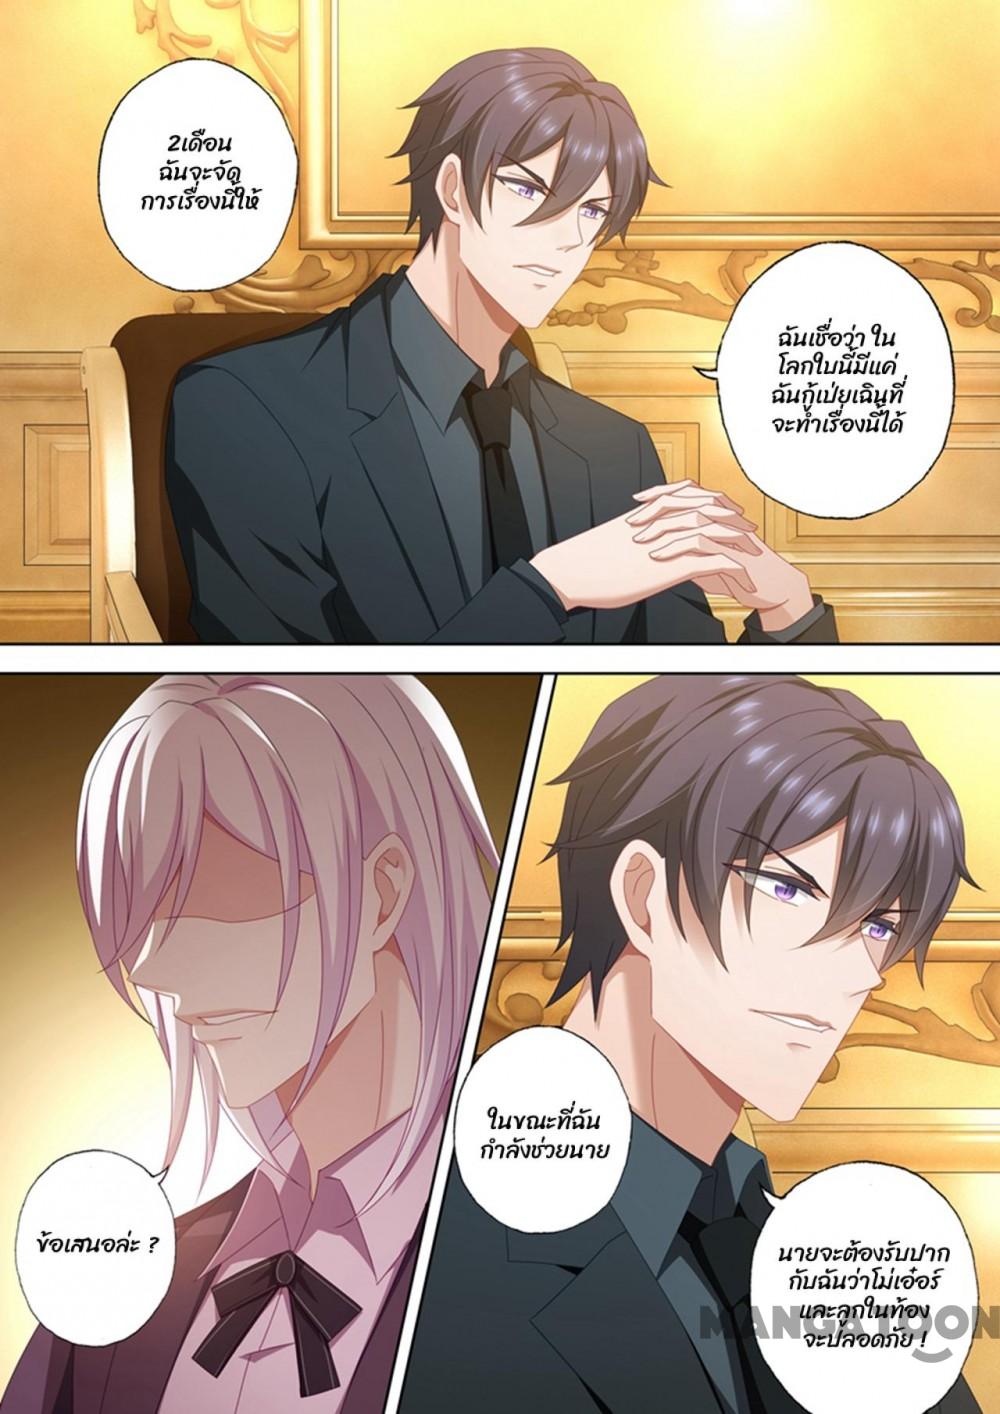 2เดือน
ฉันจะจัด
การเรื่องนี้ให้
ฉันเชื่อว่า ใน
โลกใบนี้มีแค่
ฉันกู้เป่ยเฉินที่
จะทำเรื่องนี้ได้
ข้อเสนอล่ะ ?
ในขณะที่ฉัน
กำลังช่วยนาย
นายจะต้องรับปาก
กับฉันว่าโม่เอ๋อร์
และลูกในท้อง
จะปลอดภัย !
MANGATOON